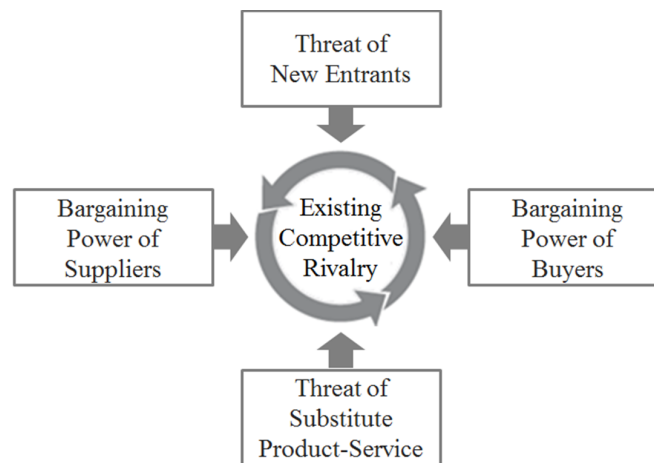 Threat of
New Entrants
Bargaining
Power of
Suppliers
Existing
Competitive
Rivalry
Bargaining
Power of
Buyers
Threat of
Substitute
Product-Service